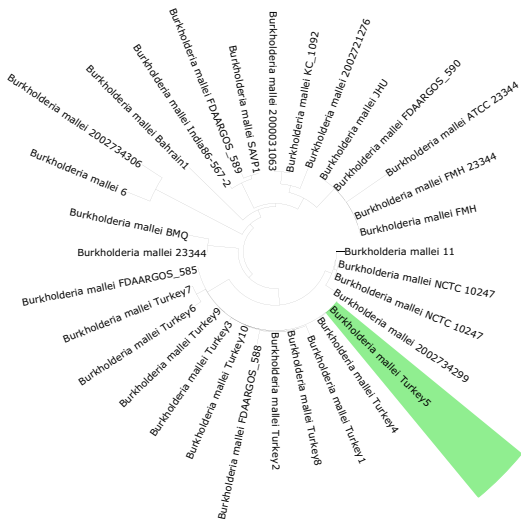 Burkholderia mallei 2000031063
Burkholderia mallei KC_1092
Burkholderia mallei 2002721276
Burkholderia mallei JHU
Burkholderia mallei FDAARGOS_590
Burkholderia mallei ATCC 23344
Burkholderia mallei FMH 23344
Burkholderia mallei FMH
Burkholderia mallei 11
Burkholderia mallei NCTC 10247
Burkholderia mallei NCTC 10247
Burkholderia mallei 2002734299
Burkholderia mallei Turkey5
Burkholderia mallei Turkey4
Burkholderia mallei Turkey1
Burkholderia mallei Turkey8
Burkholderia mallei Turkey2
Burkholderia mallei FDAARGOS_588
Burkholderia mallei Turkey10
Burkholderia mallei Turkey3
Burkholderia mallei Turkey9
Burkholderia mallei Turkey6
Burkholderia mallei Turkey7
Burkholderia mallei FDAARGOS_585
Burkholderia mallei 23344
Burkholderia mallei BMQ
Burkholderia mallei 6
Burkholderia mallei 2002734306
Burkholderia mallei Bahrain1
Burkholderia mallei India86-567-2
Burkholderia mallei FDAARGOS_589
Burkholderia mallei SAVP1